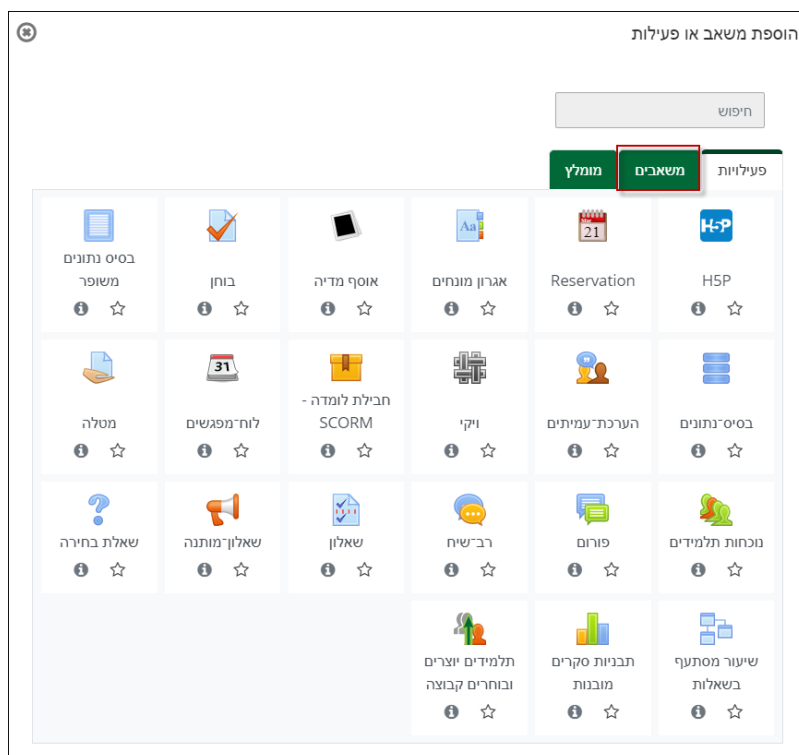 הוספת משאב או פעילות
חיפוש
פעילויות
משאבים
מומלץ
H5P
H5P
21
Reservation
Aa
אגרון מונחים
אוסף מדיה
בוחן
בסיס נתונים
משופר
בסיס־נתונים
הערכת־עמיתים
ויקי
חבילת לומדה -
SCORM
31
לוח־מפגשים
מטלה
נוכחות תלמידים
פורום
רב־שיח
שאלון
שאלון־מותנה
שאלת בחירה
שיעור מסתעף
בשאלות
תבניות סקרים
מובנות
תלמידים יוצרים
ובוחרים קבוצה